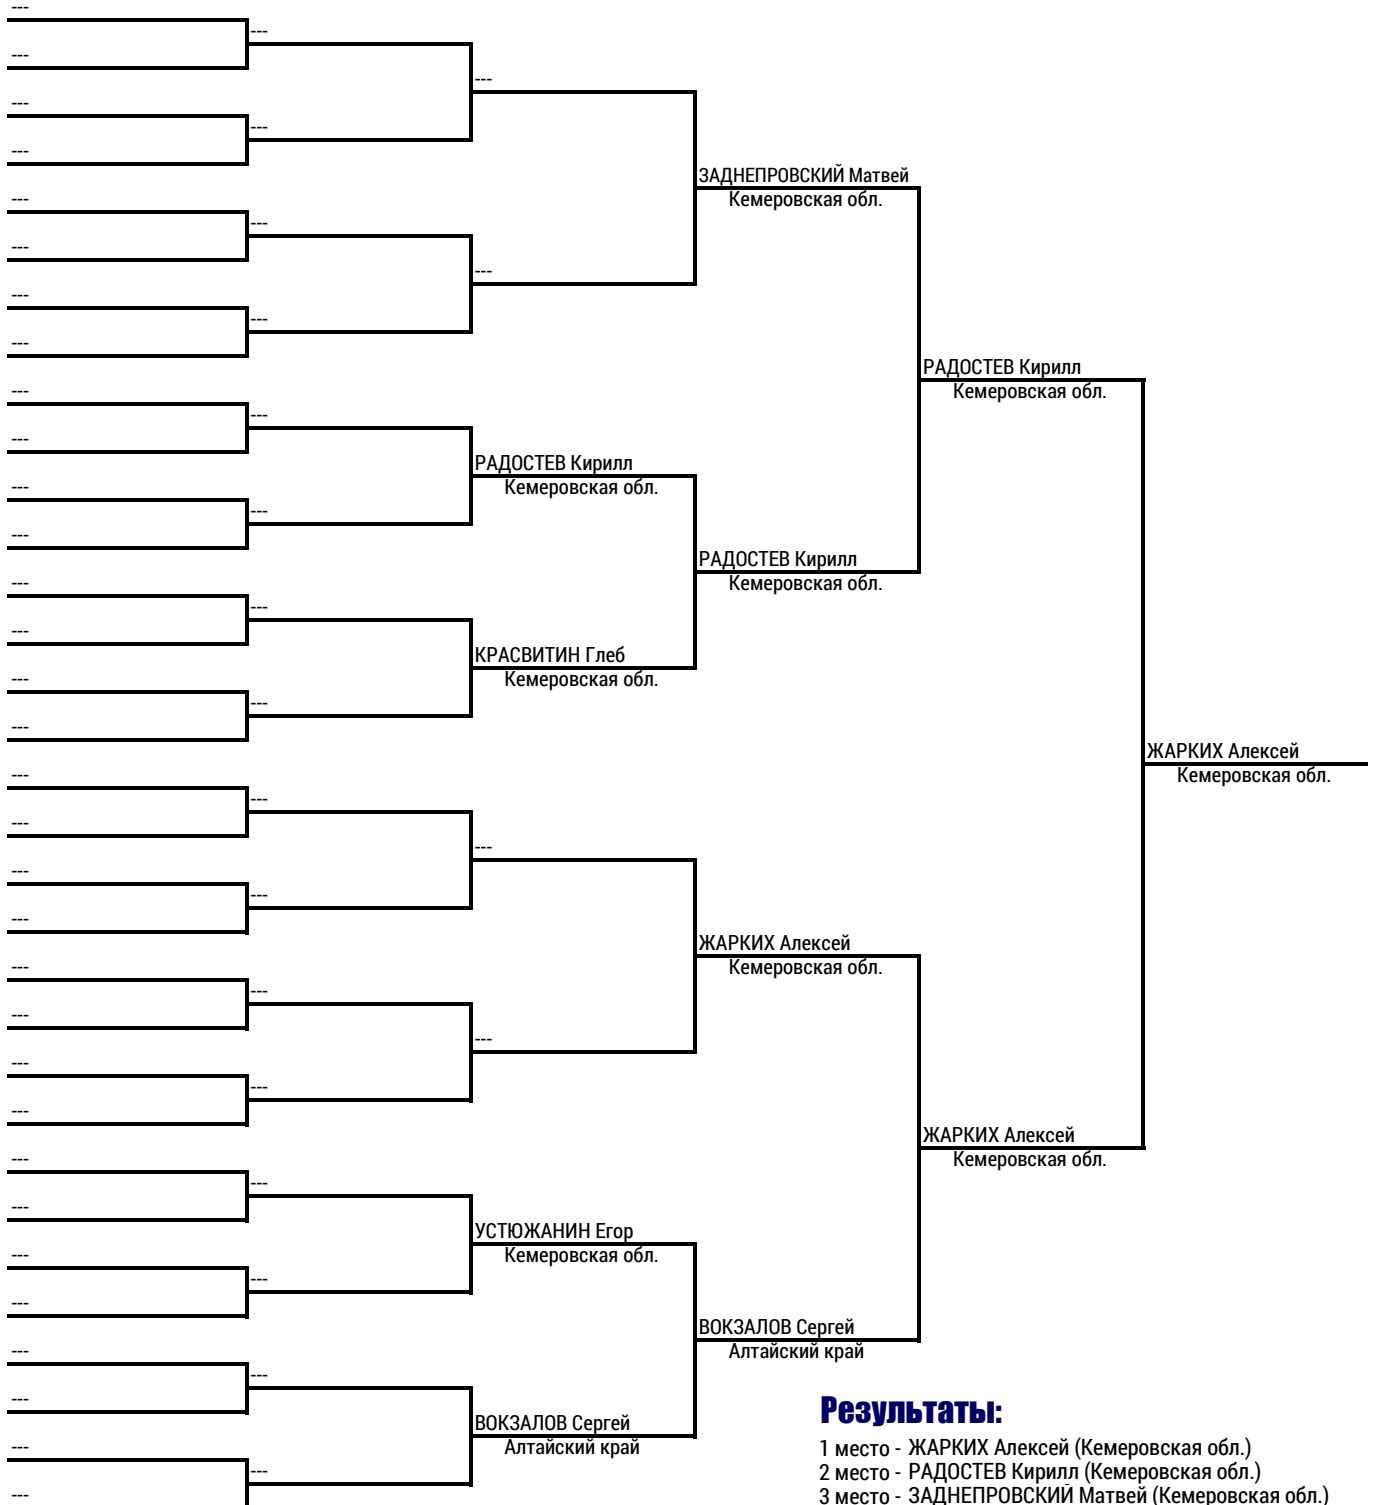 ---
---
---
---
---
---
---
---
---
---
ЗАДНЕПРОВСКИЙ Матвей
---
Кемеровская обл.
---
---
---
---
---
---
РАДОСТЕВ Кирилл
---
Кемеровская обл.
---
---
РАДОСТЕВ Кирилл
---
Кемеровская обл.
---
---
РАДОСТЕВ Кирилл
---
Кемеровская обл.
---
---
КРАСВИТИН Глеб
---
Кемеровская обл.
---
---
ЖАРКИХ Алексей
---
Кемеровская обл.
---
---
---
---
---
---
ЖАРКИХ Алексей
---
Кемеровская обл.
---
---
---
---
---
---
ЖАРКИХ Алексей
---
Кемеровская обл.
---
---
УСТЮЖАНИН Егор
---
Кемеровская обл.
---
---
ВОКЗАЛОВ Сергей
---
Алтайский край
---
---
Результаты:
ВОКЗАЛОВ Сергей
---
Алтайский край
1 место - ЖАРКИХ Алексей (Кемеровская обл.)
---
2 место - РАДОСТЕВ Кирилл (Кемеровская обл.)
---
3 место - ЗАДНЕПРОВСКИЙ Матвей (Кемеровская обл.)